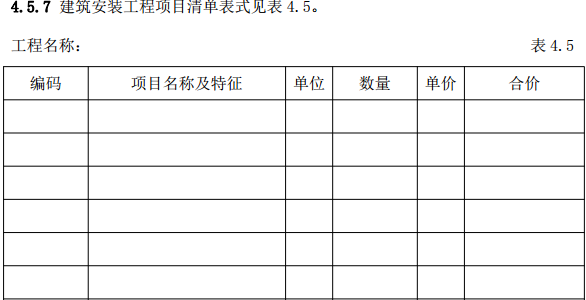 4.5.7 建筑安装工程项目清单表式见表 4.5。
工程名称： 表 4.5
编码 项目名称及特征 单位 数量 单价 合价